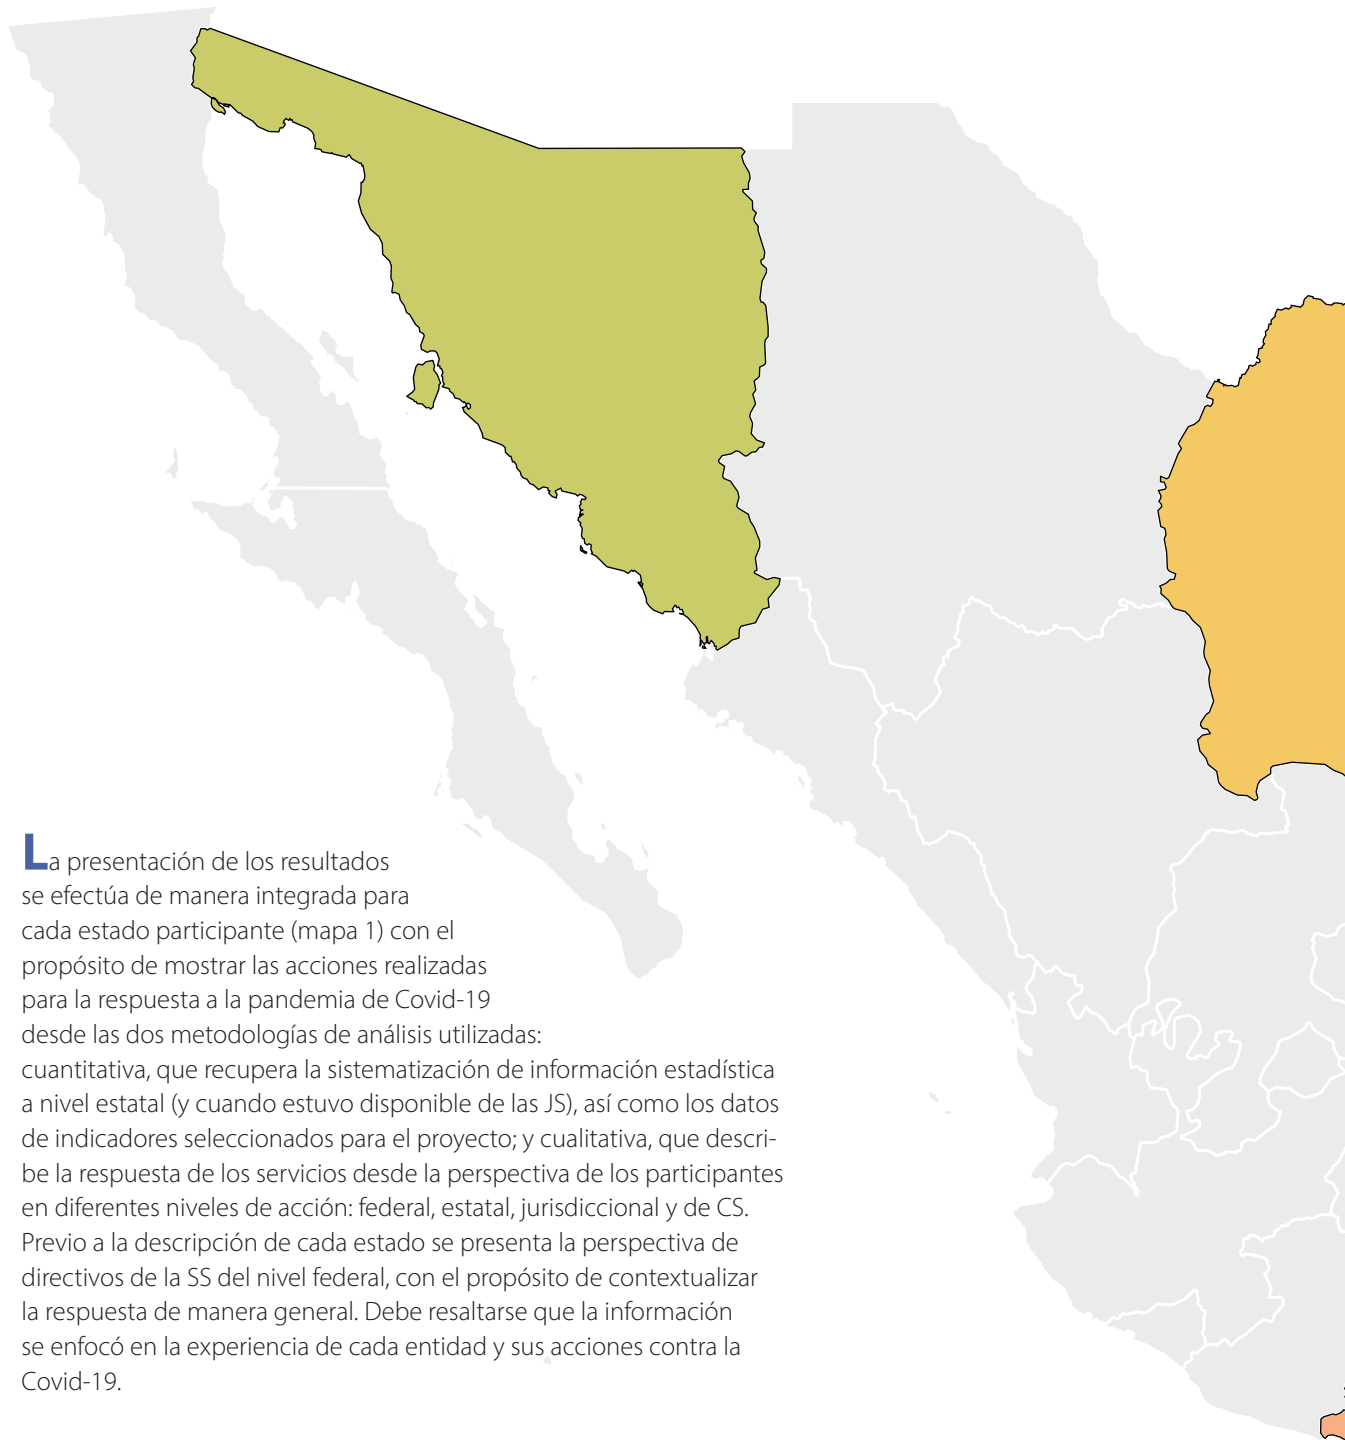 La presentación de los resultados
se efectúa de manera integrada para
cada estado participante (mapa 1) con el
propósito de mostrar las acciones realizadas
para la respuesta a la pandemia de Covid-19
desde las dos metodologías de análisis utilizadas:
cuantitativa, que recupera la sistematización de información estadística
a nivel estatal (y cuando estuvo disponible de las JS), así como los datos
de indicadores seleccionados para el proyecto; y cualitativa, que descri-
be la respuesta de los servicios desde la perspectiva de los participantes
en diferentes niveles de acción: federal, estatal, jurisdiccional y de CS.
Previo a la descripción de cada estado se presenta la perspectiva de
directivos de la SS del nivel federal, con el propósito de contextualizar
la respuesta de manera general. Debe resaltarse que la información
se enfocó en la experiencia de cada entidad y sus acciones contra la
Covid-19.